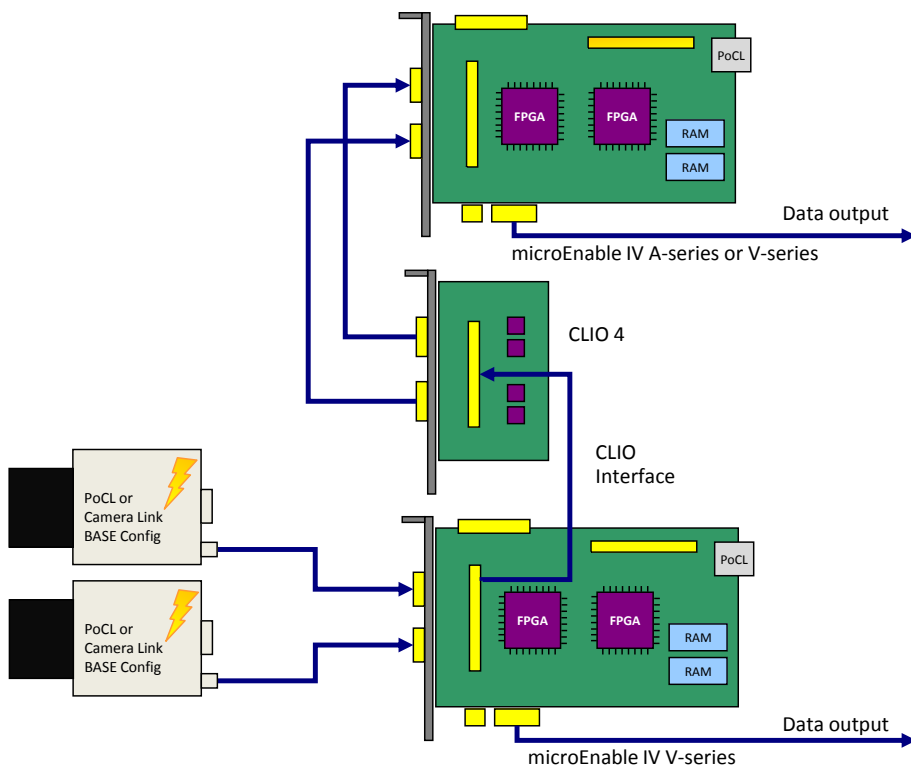 PoCL
FPGA
FPGA
RAM
RAM
Data output
microEnable IV A-series or V-series
CLIO 4
CLIO
Interface
PoCL or
Camera Link
BASE Config
PoCL or
Camera Link
BASE Config
PoCL
FPGA
FPGA
RAM
RAM
Data output
microEnable IV V-series